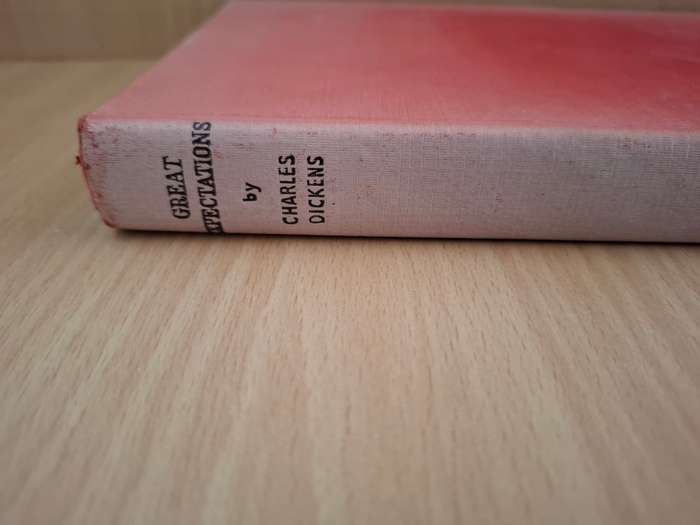 GREAT
EXPECTATIONS
by
CHARLES
DICKENS